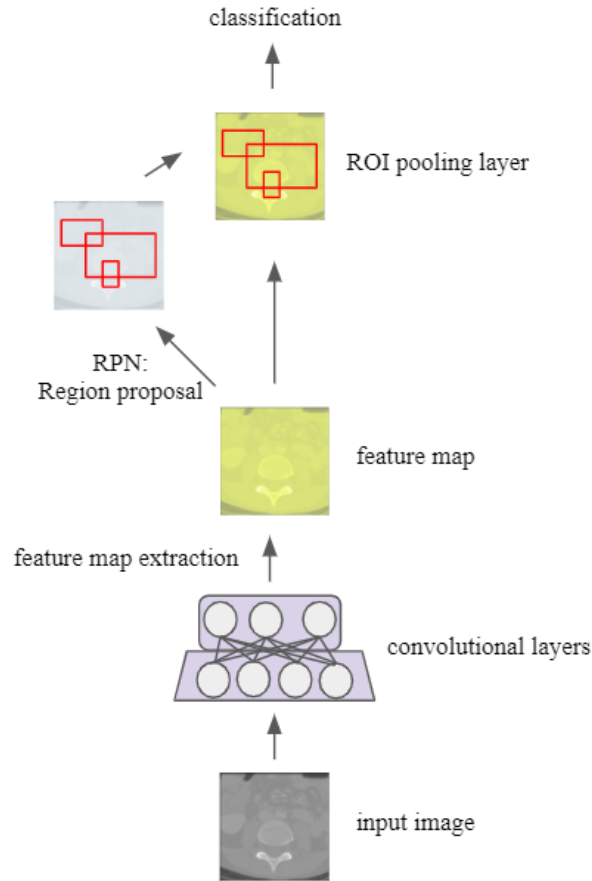 classification
ROI pooling layer
RPN:
Region proposal
feature map
feature map extraction
convolutional layers
input image